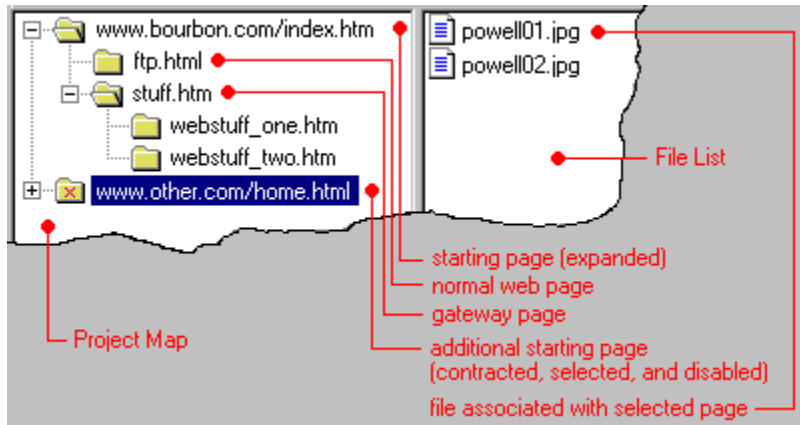 www.bourbon.com/index.htm
ftp.html
stuff.htm
webstuff_one.htm
webstuff_two.htm
www.other.com/home.html
powell01.jpg
powell02.jpg
File List
starting page (expanded)
normal web page
gateway page
Project Map
additional starting page
(contracted, selected, and disabled)
file associated with selected page